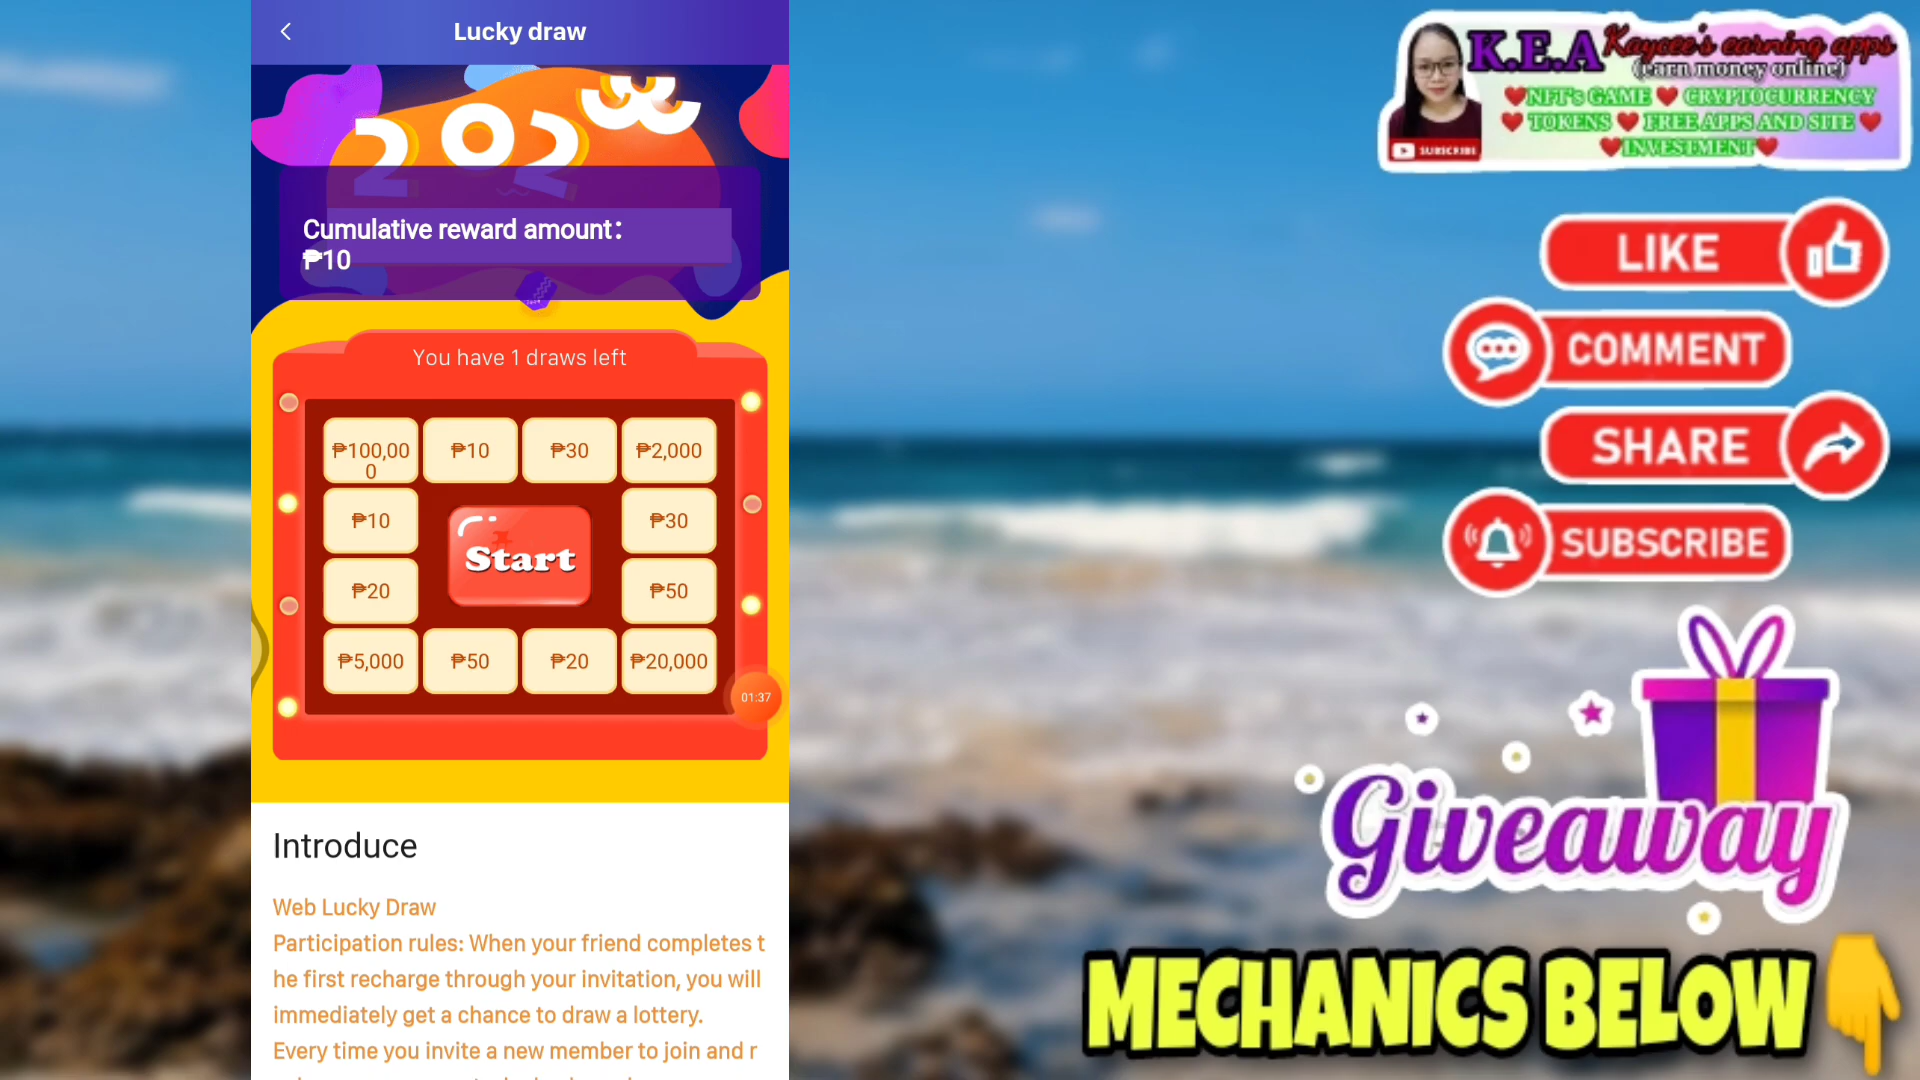 Lucky draw
2023
Cumulative reward amount:
₱10
You have 1 draws left
₱100,00
0
₱10
₱30
₱2,000
₱10
₱30
Start
₱20
₱50
₱5,000
₱50
₱20
₱20,000
01:37
Introduce
Web Lucky Draw
Participation rules: When your friend completes t
he first recharge through your invitation, you will
immediately get a chance to draw a lottery.
Every time you invite a new member to join and r
K.E.A Kaycee's earning apps
(earn money online)
NFT's GAME CRYPTOCURRENCY
TOKENS FREE APPS AND SITE
INVESTMENT
SUBSCRIBE
LIKE
COMMENT
SHARE
SUBSCRIBE
Giveaway
MECHANICS BELOW